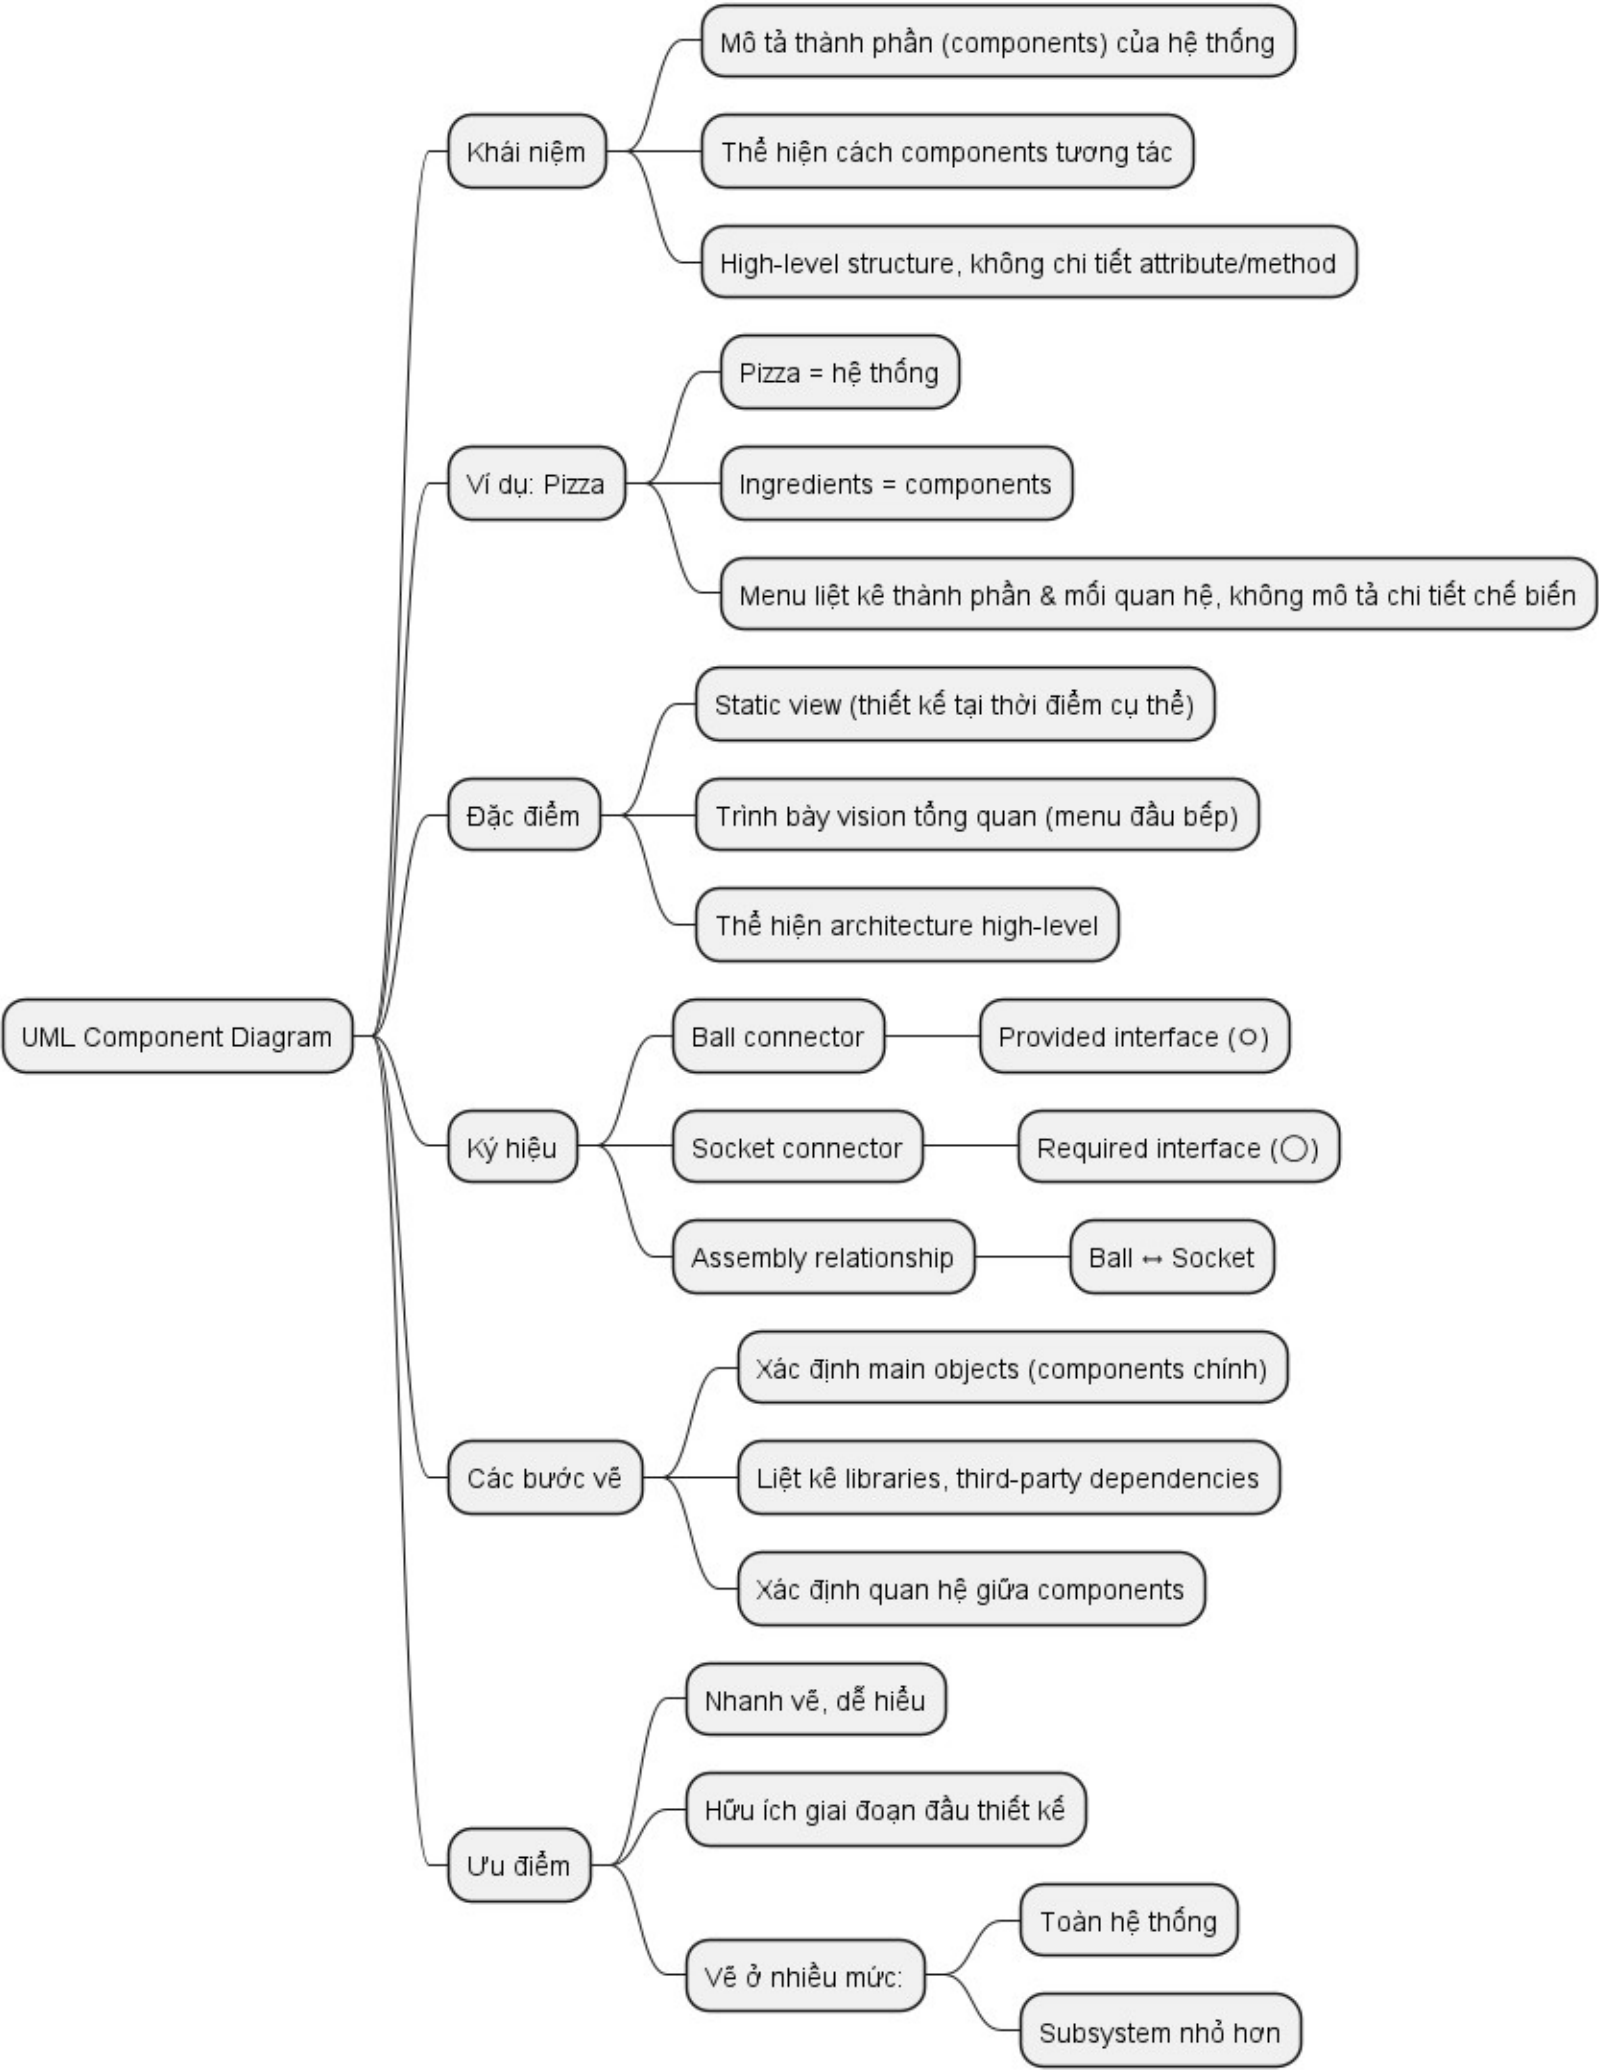 UML Component Diagram
Khái niệm
Mô tả thành phần (components) của hệ thống
Thể hiện cách components tương tác
High-level structure, không chi tiết attribute/method
Ví dụ: Pizza
Pizza = hệ thống
Ingredients = components
Menu liệt kê thành phần & mối quan hệ, không mô tả chi tiết chế biến
Đặc điểm
Static view (thiết kế tại thời điểm cụ thể)
Trình bày vision tổng quan (menu đầu bếp)
Thể hiện architecture high-level
Ký hiệu
Ball connector
Provided interface (○)
Socket connector
Required interface (◯)
Assembly relationship
Ball ↔ Socket
Các bước vẽ
Xác định main objects (components chính)
Liệt kê libraries, third-party dependencies
Xác định quan hệ giữa components
Ưu điểm
Nhanh vẽ, dễ hiểu
Hữu ích giai đoạn đầu thiết kế
Vẽ ở nhiều mức:
Toàn hệ thống
Subsystem nhỏ hơn